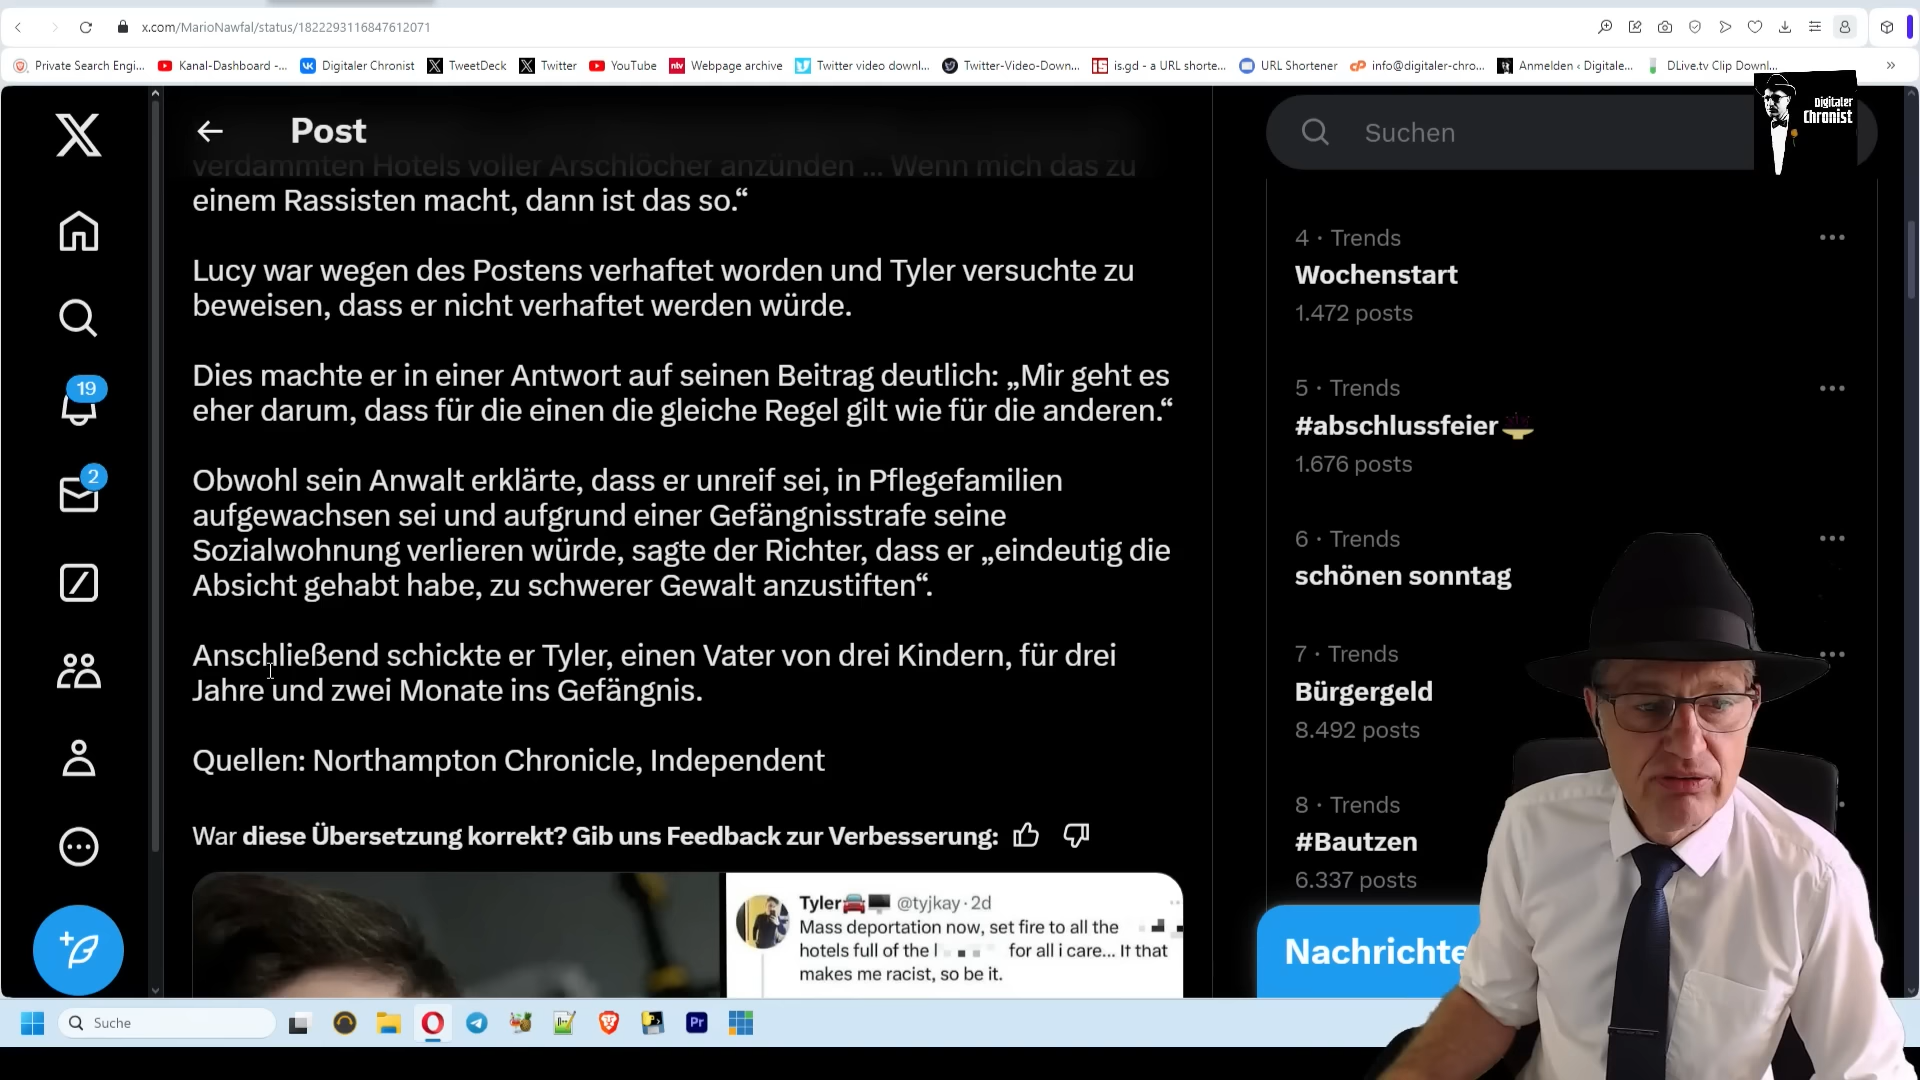 x.com/MarioNawfal/status/1822293116847612071
Private Search Engi...
Kanal-Dashboard -...
Digitaler Chronist
TweetDeck
Twitter
YouTube
Webpage archive
Twitter video downl...
Twitter-Video-Down...
is.gd - a URL shorte...
URL Shortener
info@digitaler-chro...
Anmelden ‹ Digitale...
DLive.tv Clip Downl...
Digitaler
Chronist
Post
Suchen
verdammten Hotels voller Arschlöcher anzünden ... Wenn mich das zu
einem Rassisten macht, dann ist das so.“
Lucy war wegen des Postens verhaftet worden und Tyler versuchte zu
beweisen, dass er nicht verhaftet werden würde.
Dies machte er in einer Antwort auf seinen Beitrag deutlich: „Mir geht es
eher darum, dass für die einen die gleiche Regel gilt wie für die anderen.“
Obwohl sein Anwalt erklärte, dass er unreif sei, in Pflegefamilien
aufgewachsen sei und aufgrund einer Gefängnisstrafe seine
Sozialwohnung verlieren würde, sagte der Richter, dass er „eindeutig die
Absicht gehabt habe, zu schwerer Gewalt anzustiften“.
Anschließend schickte er Tyler, einen Vater von drei Kindern, für drei
Jahre und zwei Monate ins Gefängnis.
Quellen: Northampton Chronicle, Independent
War diese Übersetzung korrekt? Gib uns Feedback zur Verbesserung:
Tyler @tyjkay · 2d
Mass deportation now, set fire to all the
hotels full of the for all i care... It that
makes me racist, so be it.
19
2
4 · Trends
Wochenstart
1.472 posts
5 · Trends
#abschlussfeier
1.676 posts
6 · Trends
schönen sonntag
7 · Trends
Bürgergeld
8.492 posts
8 · Trends
#Bautzen
6.337 posts
Nachrichte
Suche
Pr